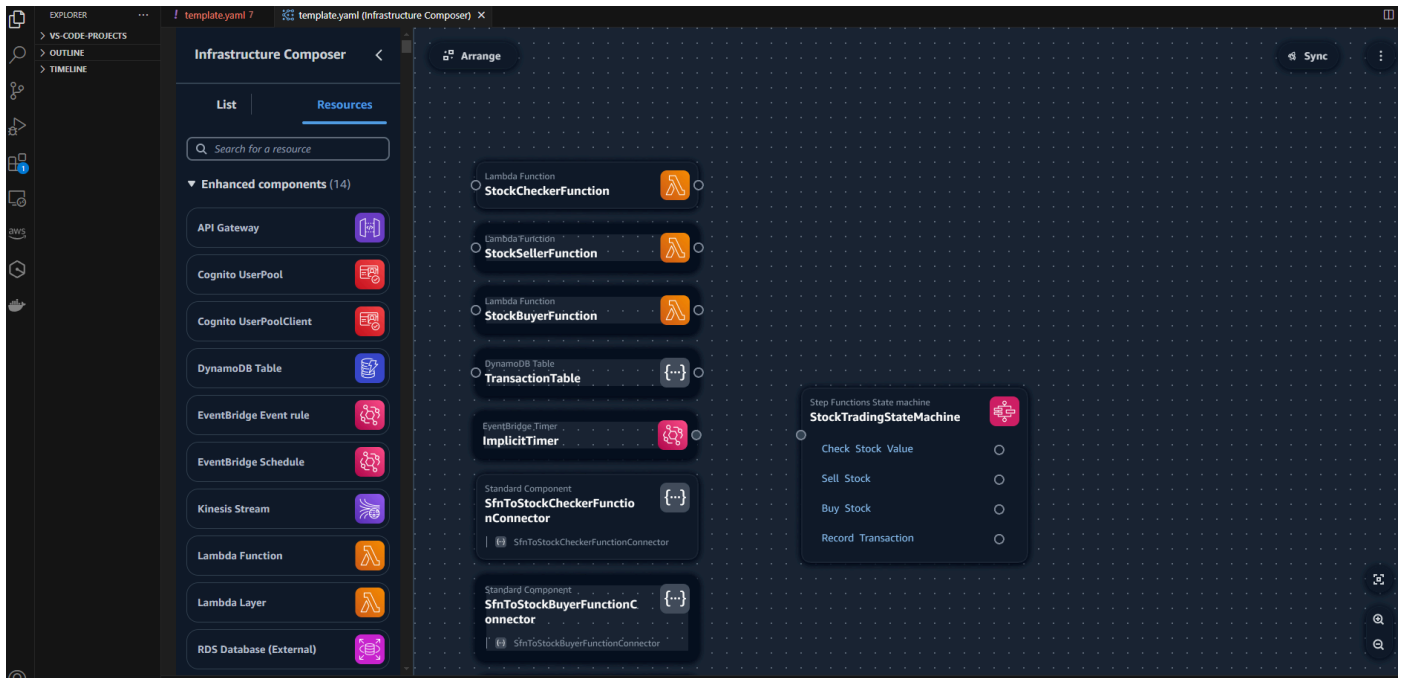 EXPLORER
VS-CODE-PROJECTS
OUTLINE
TIMELINE
1
aws
! template.yaml 7
template.yaml (Infrastructure Composer)
Infrastructure Composer
List
Resources
Search for a resource
Enhanced components (14)
API Gateway
Cognito UserPool
Cognito UserPoolClient
DynamoDB Table
EventBridge Event rule
EventBridge Schedule
Kinesis Stream
Lambda Function
Lambda Layer
RDS Database (External)
Arrange
Sync
Lambda Function
StockCheckerFunction
Lambda Function
StockSellerFunction
Lambda Function
StockBuyerFunction
DynamoDB Table
TransactionTable
EventBridge Timer
ImplicitTimer
Standard Component
SfnToStockCheckerFunctio
nConnector
SfnToStockCheckerFunctionConnector
Standard Component
SfnToStockBuyerFunctionC
onnector
SfnToStockBuyerFunctionConnector
Step Functions State machine
StockTradingStateMachine
Check Stock Value
Sell Stock
Buy Stock
Record Transaction